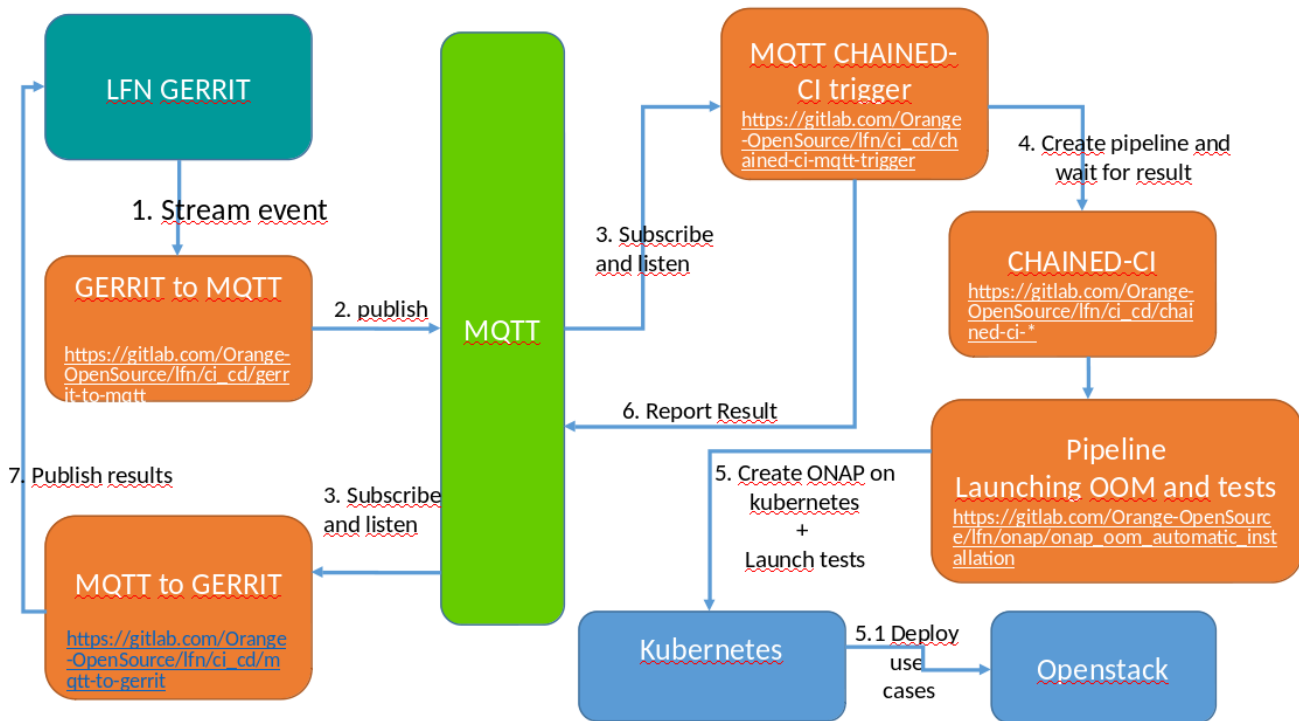 LFN GERRIT
1. Stream event
GERRIT to MQTT
https://gitlab.com/Orange-
OpenSource/lfn/ci_cd/gerr
it-to-mqtt
2. publish
MQTT
7. Publish results
3. Subscribe
and listen
MQTT to GERRIT
https://gitlab.com/Orange
-OpenSource/lfn/ci_cd/m
qtt-to-gerrit
MQTT CHAINED-
CI trigger
https://gitlab.com/Orange
-OpenSource/lfn/ci_cd/ch
ained-ci-mqtt-trigger
3. Subscribe
and listen
4. Create pipeline and
wait for result
CHAINED-CI
https://gitlab.com/Orange-
OpenSource/lfn/ci_cd/chai
ned-ci-*
6. Report Result
Pipeline
Launching OOM and tests
https://gitlab.com/Orange-OpenSourc
e/lfn/onap/onap_oom_automatic_inst
allation
5. Create ONAP on
kubernetes
+
Launch tests
Kubernetes
5.1 Deploy
use
cases
Openstack